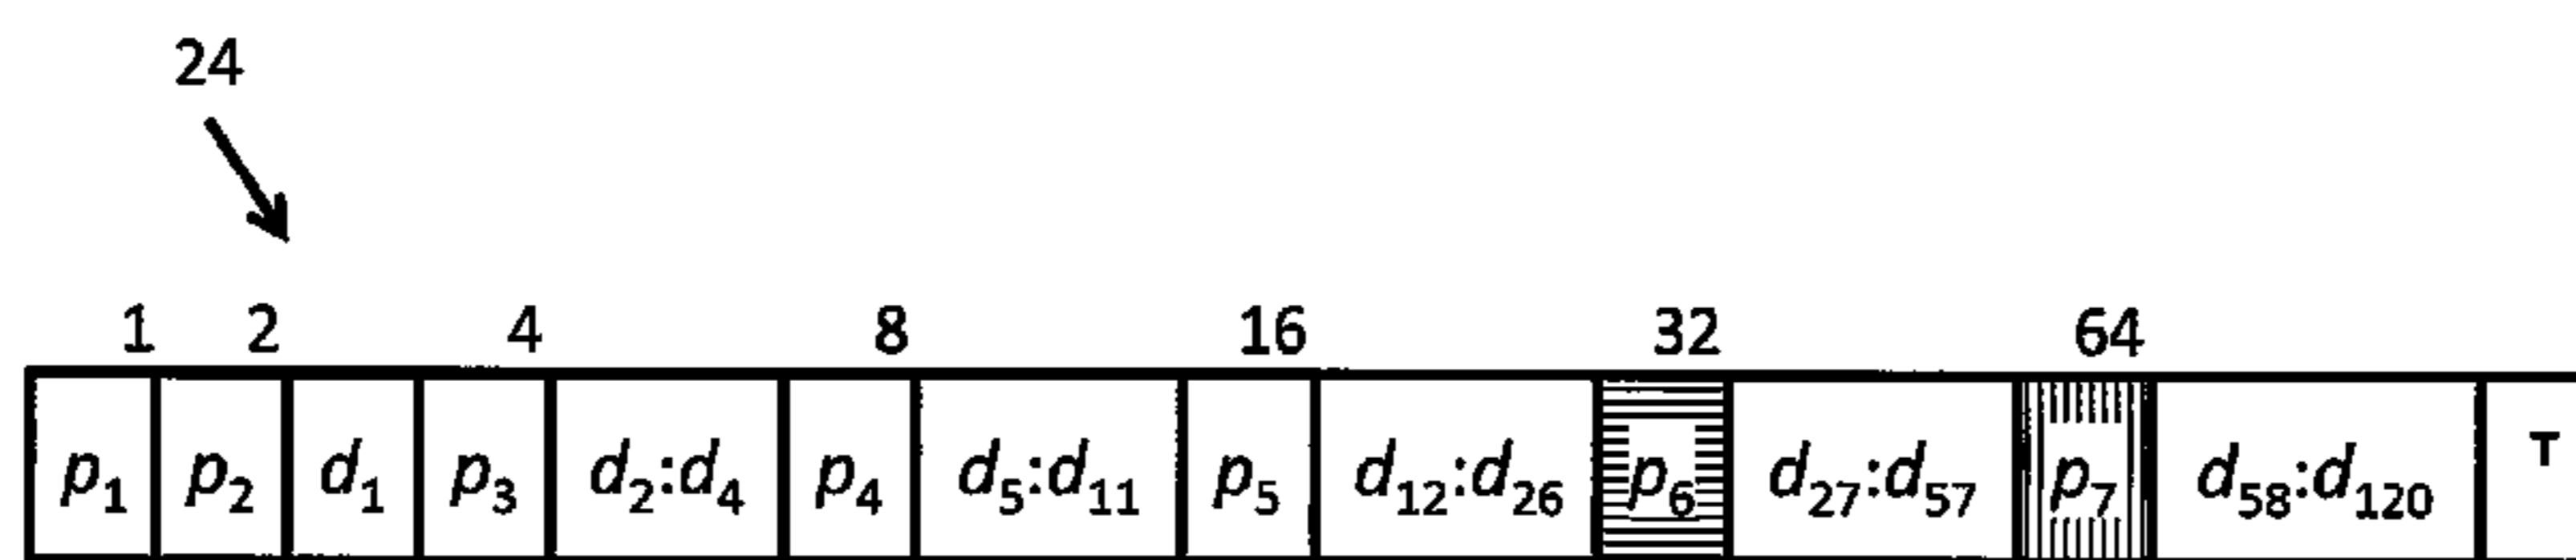 24
1 2 4 8 16 32 64
p₁ p₂ d₁ p₃ d₂:d₄ p₄ d₅:d₁₁ p₅ d₁₂:d₂₆ p₆ d₂₇:d₅₇ p₇ d₅₈:d₁₂₀ T